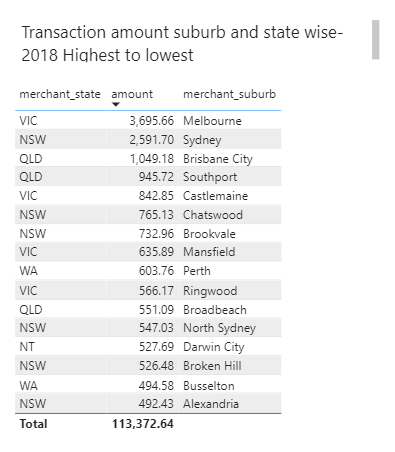 Transaction amount suburb and state wise-
2018 Highest to lowest
merchant_state amount merchant_suburb
VIC 3,695.66 Melbourne
NSW 2,591.70 Sydney
QLD 1,049.18 Brisbane City
QLD 945.72 Southport
VIC 842.85 Castlemaine
NSW 765.13 Chatswood
NSW 732.96 Brookvale
VIC 635.89 Mansfield
WA 603.76 Perth
VIC 566.17 Ringwood
QLD 551.09 Broadbeach
NSW 547.03 North Sydney
NT 527.69 Darwin City
NSW 526.48 Broken Hill
WA 494.58 Busselton
NSW 492.43 Alexandria
Total 113,372.64